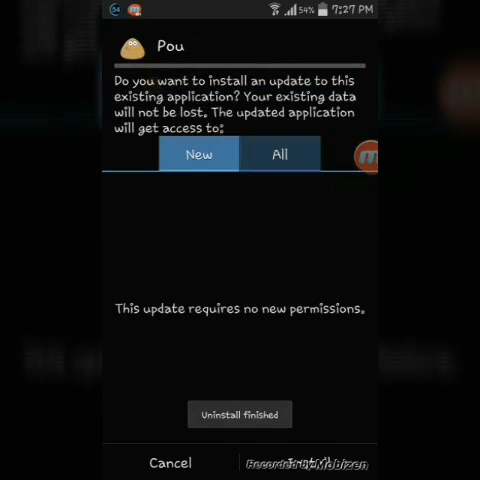 54 54% 7:27 PM
Pou
Do you want to install an update to this
existing application? Your existing data
will not be lost. The updated application
will get access to:
New All
This update requires no new permissions.
Uninstall finished
Cancel
Recorded by Mobizen